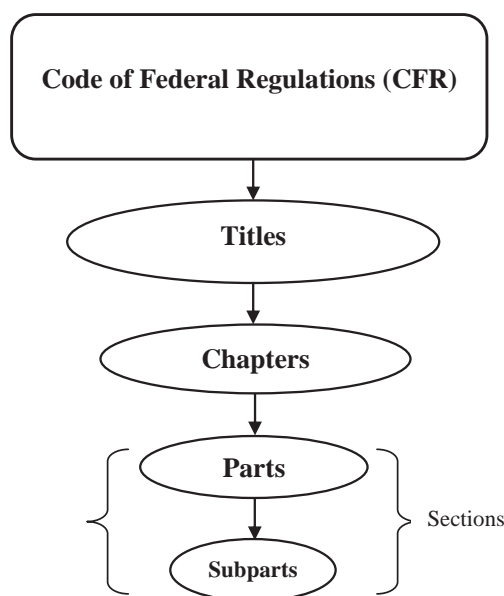 Code of Federal Regulations (CFR)
Titles
Chapters
Parts
Sections
Subparts